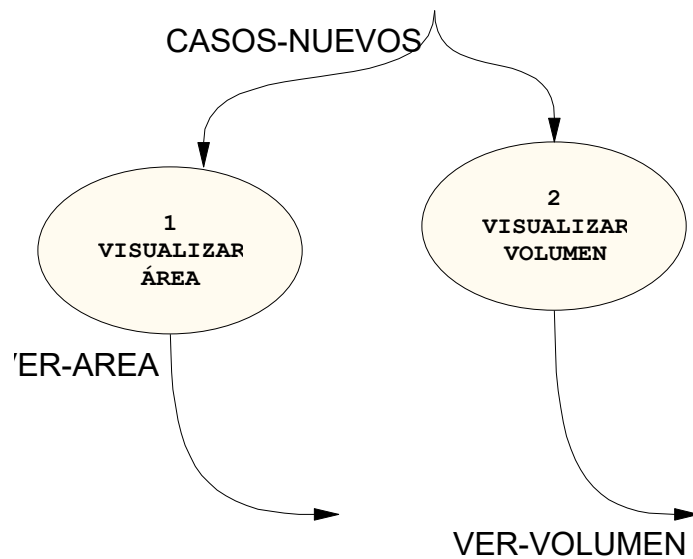 CASOS-NUEVOS
1
VISUALIZAR
ÁREA
2
VISUALIZAR
VOLUMEN
ER-AREA
VER-VOLUMEN